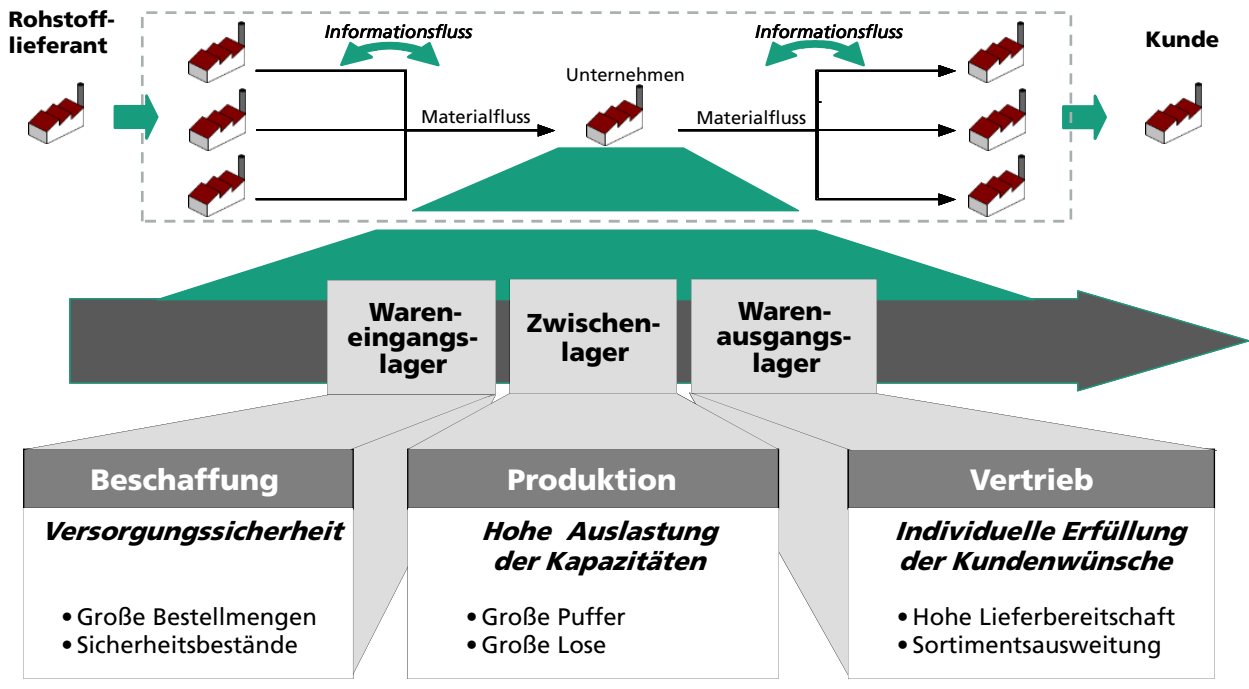 Rohstoff-
lieferant
Informationsfluss
Informationsfluss
Kunde
Unternehmen
Materialfluss
Materialfluss
Waren-
eingangs-
lager
Zwischen-
lager
Waren-
ausgangs-
lager
Beschaffung
Versorgungssicherheit
• Große Bestellmengen
• Sicherheitsbestände
Produktion
Hohe Auslastung
der Kapazitäten
• Große Puffer
• Große Lose
Vertrieb
Individuelle Erfüllung
der Kundenwünsche
• Hohe Lieferbereitschaft
• Sortimentsausweitung